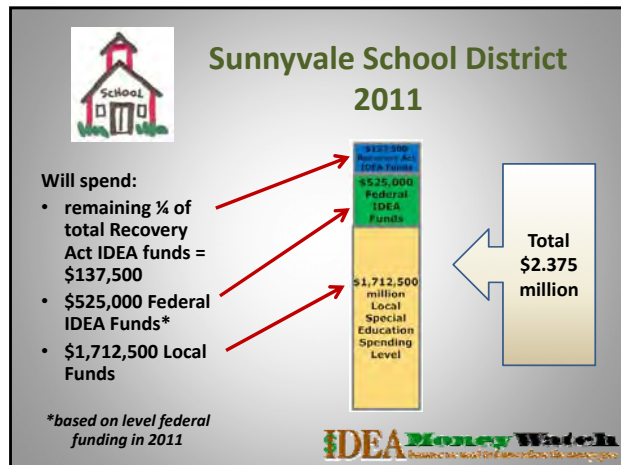 SCHOOL
Sunnyvale School District
2011
Will spend:
• remaining ¼ of
total Recovery
Act IDEA funds =
$137,500
• $525,000 Federal
IDEA Funds*
• $1,712,500 Local
Funds
*based on level federal
funding in 2011
$137,500
Recovery Act
IDEA Funds
$525,000
Federal
IDEA
Funds
$1,712,500
million
Local
Special
Education
Spending
Level
Total
$2.375
million
IDEA Money Watch